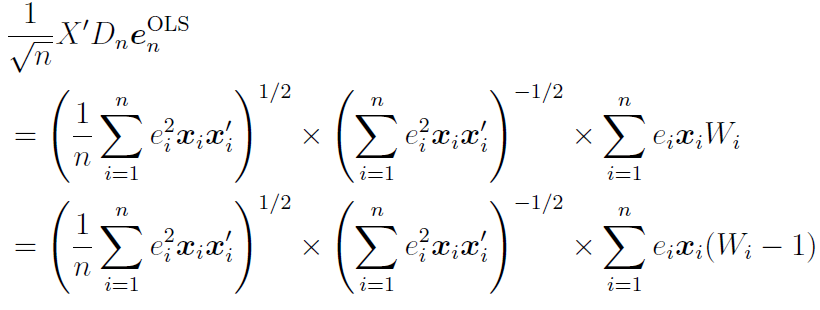 \frac{1}{\sqrt{n}} X' D_n \boldsymbol{e}_n^{\text{OLS}}
= \left( \frac{1}{n} \sum_{i=1}^{n} e_i^2 \boldsymbol{x}_i \boldsymbol{x}_i' \right)^{1/2} \times \left( \sum_{i=1}^{n} e_i^2 \boldsymbol{x}_i \boldsymbol{x}_i' \right)^{-1/2} \times \sum_{i=1}^{n} e_i \boldsymbol{x}_i W_i
= \left( \frac{1}{n} \sum_{i=1}^{n} e_i^2 \boldsymbol{x}_i \boldsymbol{x}_i' \right)^{1/2} \times \left( \sum_{i=1}^{n} e_i^2 \boldsymbol{x}_i \boldsymbol{x}_i' \right)^{-1/2} \times \sum_{i=1}^{n} e_i \boldsymbol{x}_i (W_i - 1)